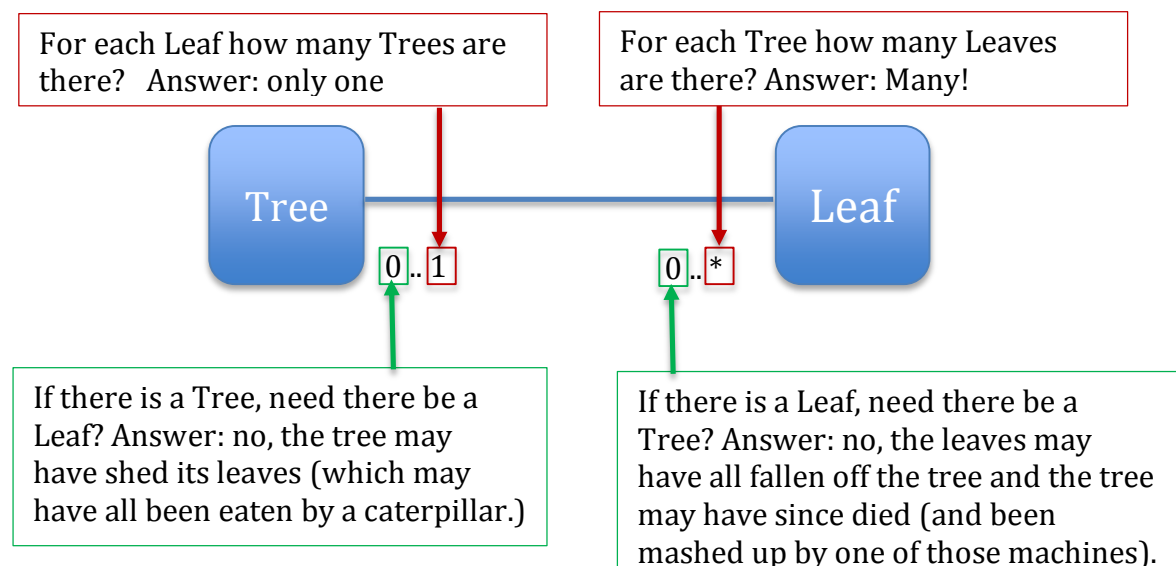 For each Leaf how many Trees are
there? Answer: only one
For each Tree how many Leaves
are there? Answer: Many!
Tree
Leaf
0..1
0..*
If there is a Tree, need there be a
Leaf? Answer: no, the tree may
have shed its leaves (which may
have all been eaten by a caterpillar.)
If there is a Leaf, need there be a
Tree? Answer: no, the leaves may
have all fallen off the tree and the tree
may have since died (and been
mashed up by one of those machines).